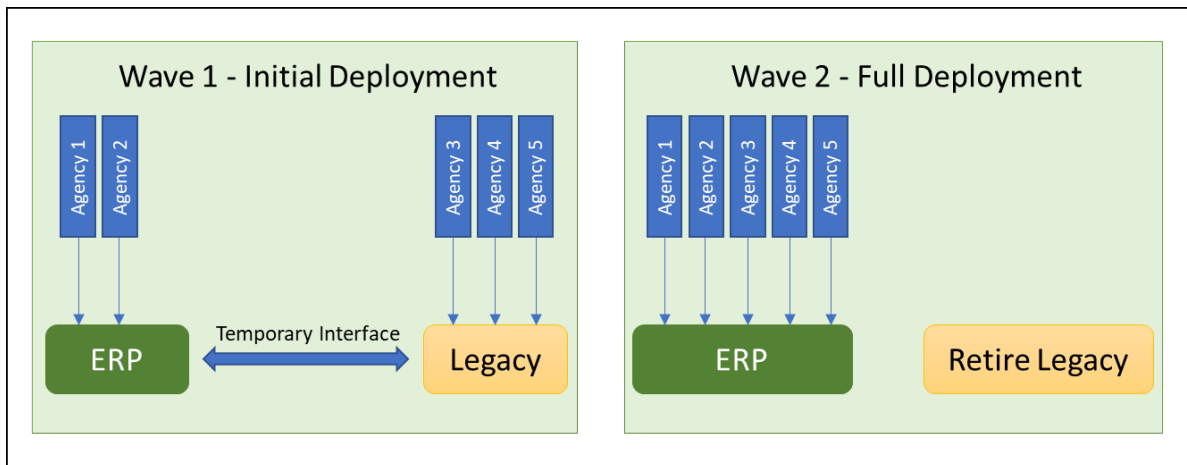 Wave 1 - Initial Deployment
Agency 1
Agency 2
Agency 3
Agency 4
Agency 5
ERP
Temporary Interface
Legacy
Wave 2 - Full Deployment
Agency 1
Agency 2
Agency 3
Agency 4
Agency 5
ERP
Retire Legacy